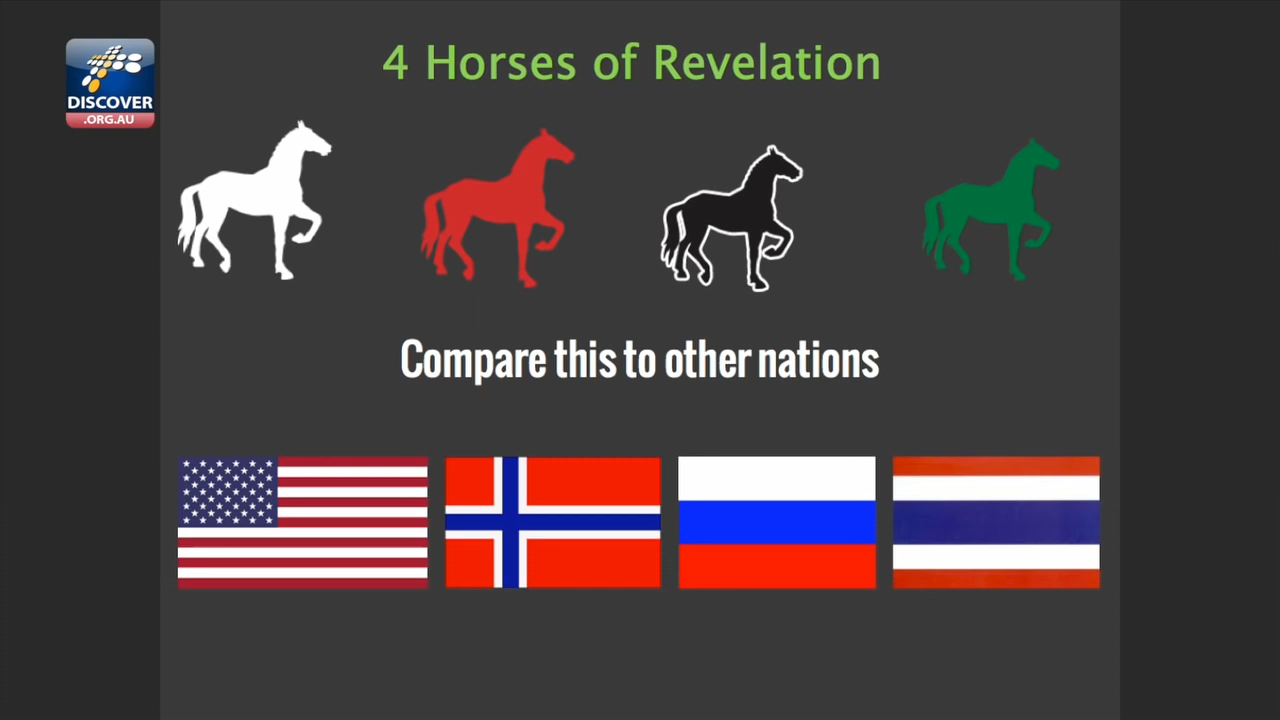 4 Horses of Revelation
DISCOVER
.ORG.AU
Compare this to other nations